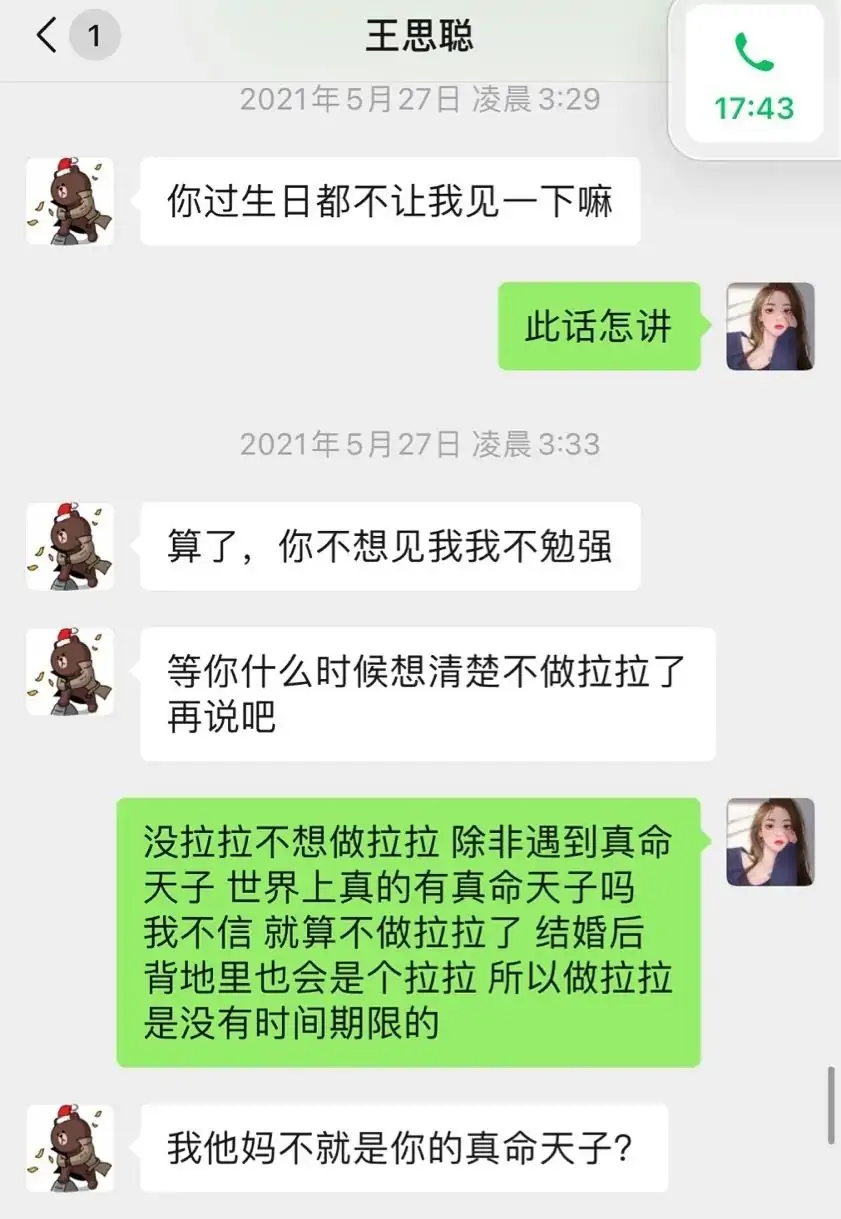 1
王思聪
17:43
2021年5月27日 凌晨3:29
你过生日都不让我见一下嘛
此话怎讲
2021年5月27日 凌晨3:33
算了，你不想见我我不勉强
等你什么时候想清楚不做拉拉了
再说吧
没拉拉不想做拉拉 除非遇到真命
天子 世界上真的有真命天子吗
我不信 就算不做拉拉了 结婚后
背地里也会是个拉拉 所以做拉拉
是没有时间期限的
我他妈不就是你的真命天子？